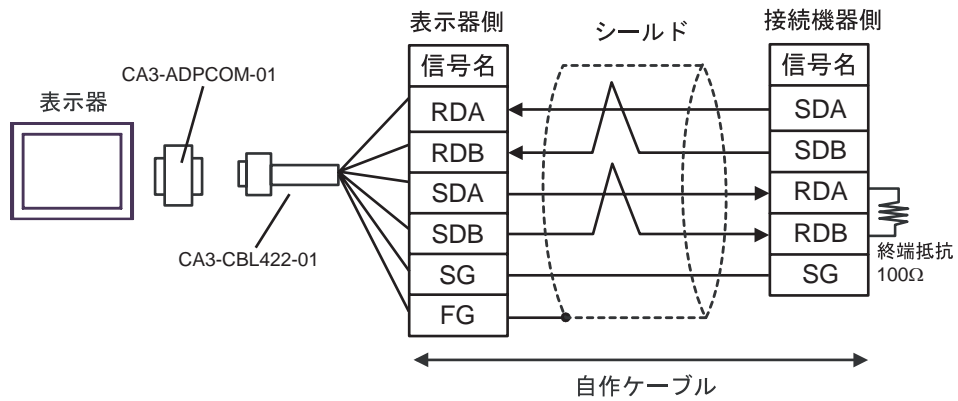 表示器側
シールド
接続機器側
CA3-ADPCOM-01
表示器
信号名
RDA
RDB
SDA
SDB
SG
FG
信号名
SDA
SDB
RDA
RDB
SG
CA3-CBL422-01
終端抵抗
100Ω
自作ケーブル